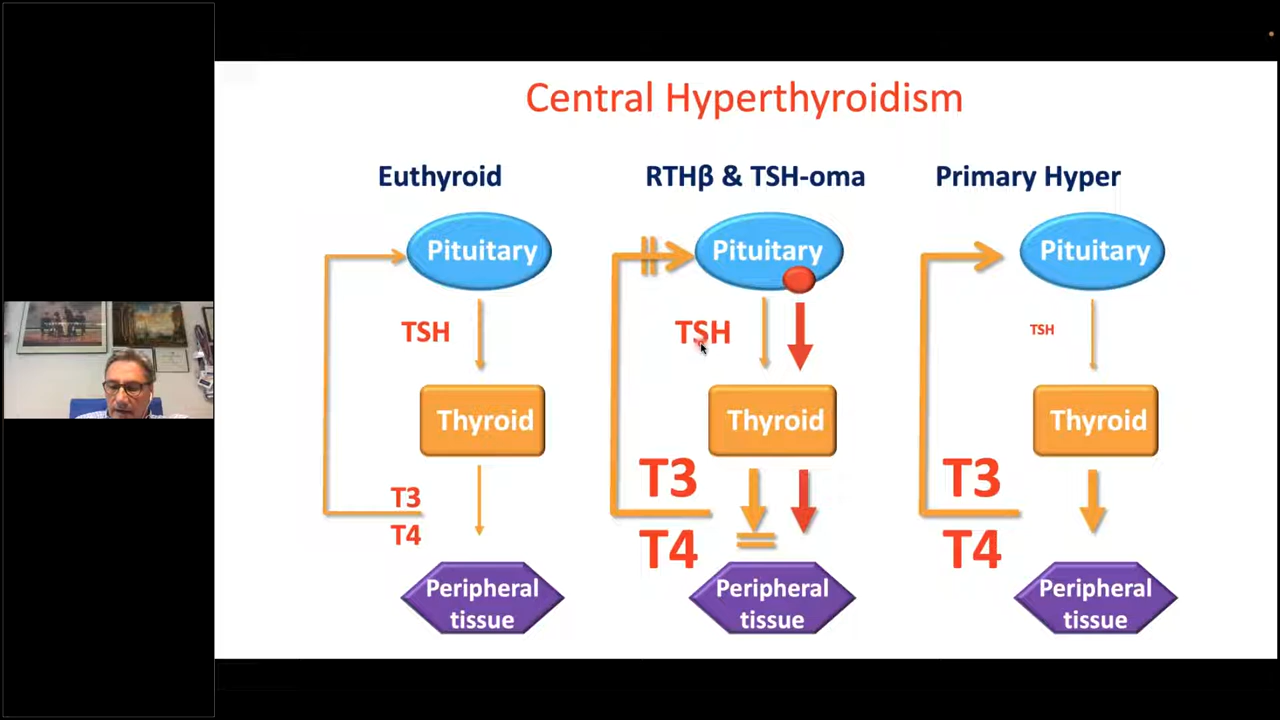 Central Hyperthyroidism
Euthyroid
Pituitary
TSH
Thyroid
T3
T4
Peripheral
tissue
RTHβ & TSH-oma
Pituitary
TSH
Thyroid
T3
T4
Peripheral
tissue
Primary Hyper
Pituitary
TSH
Thyroid
T3
T4
Peripheral
tissue